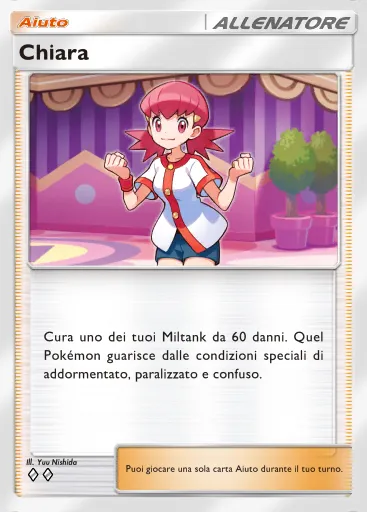 Aiuto
ALLENATORE
Chiara
Cura uno dei tuoi Miltank da 60 danni. Quel
Pokémon guarisce dalle condizioni speciali di
addormentato, paralizzato e confuso.
Ill. Yuu Nishida
Puoi giocare una sola carta Aiuto durante il tuo turno.